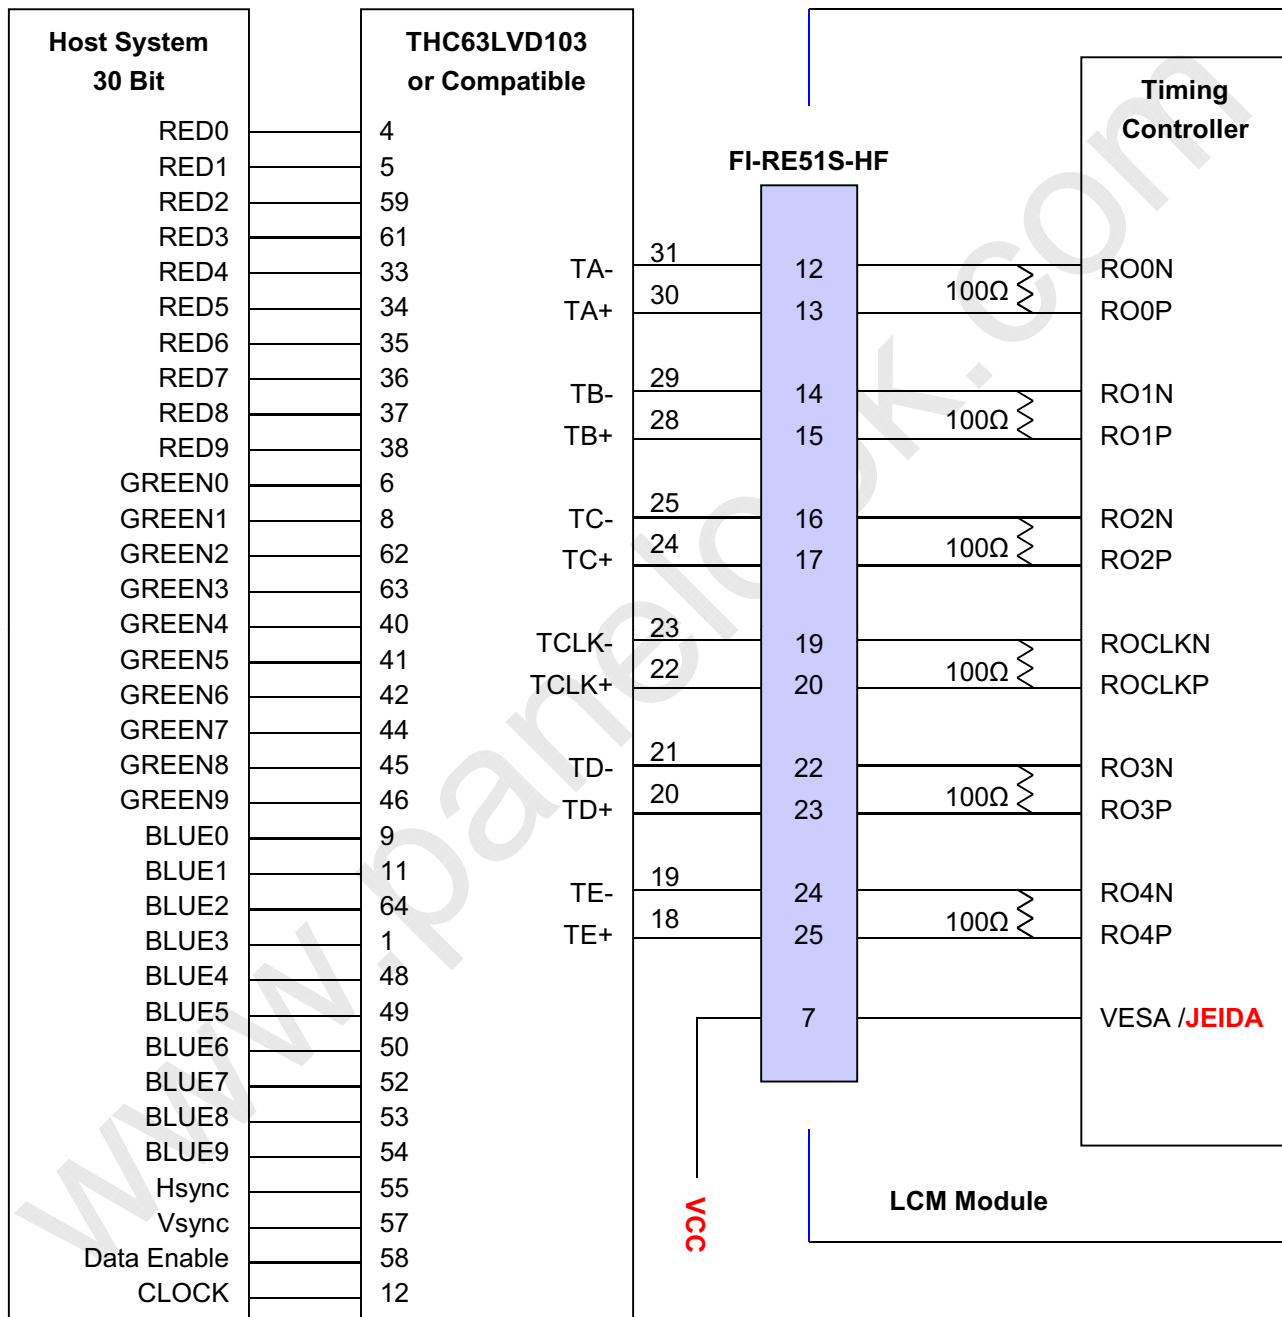 Host System
30 Bit
RED0
RED1
RED2
RED3
RED4
RED5
RED6
RED7
RED8
RED9
GREEN0
GREEN1
GREEN2
GREEN3
GREEN4
GREEN5
GREEN6
GREEN7
GREEN8
GREEN9
BLUE0
BLUE1
BLUE2
BLUE3
BLUE4
BLUE5
BLUE6
BLUE7
BLUE8
BLUE9
Hsync
Vsync
Data Enable
CLOCK
THC63LVD103
or Compatible
4
5
59
61
33
34
35
36
37
38
6
8
62
63
40
41
42
44
45
46
9
11
64
1
48
49
50
52
53
54
55
57
58
12
TA-
TA+
TB-
TB+
TC-
TC+
TCLK-
TCLK+
TD-
TD+
TE-
TE+
31
30
29
28
25
24
23
22
21
20
19
18
VCC
FI-RE51S-HF
12
13
14
15
16
17
19
20
22
23
24
25
7
100Ω
100Ω
100Ω
100Ω
100Ω
100Ω
Timing
Controller
RO0N
RO0P
RO1N
RO1P
RO2N
RO2P
ROCLKN
ROCLKP
RO3N
RO3P
RO4N
RO4P
VESA /JEIDA
LCM Module
www.panelook.com